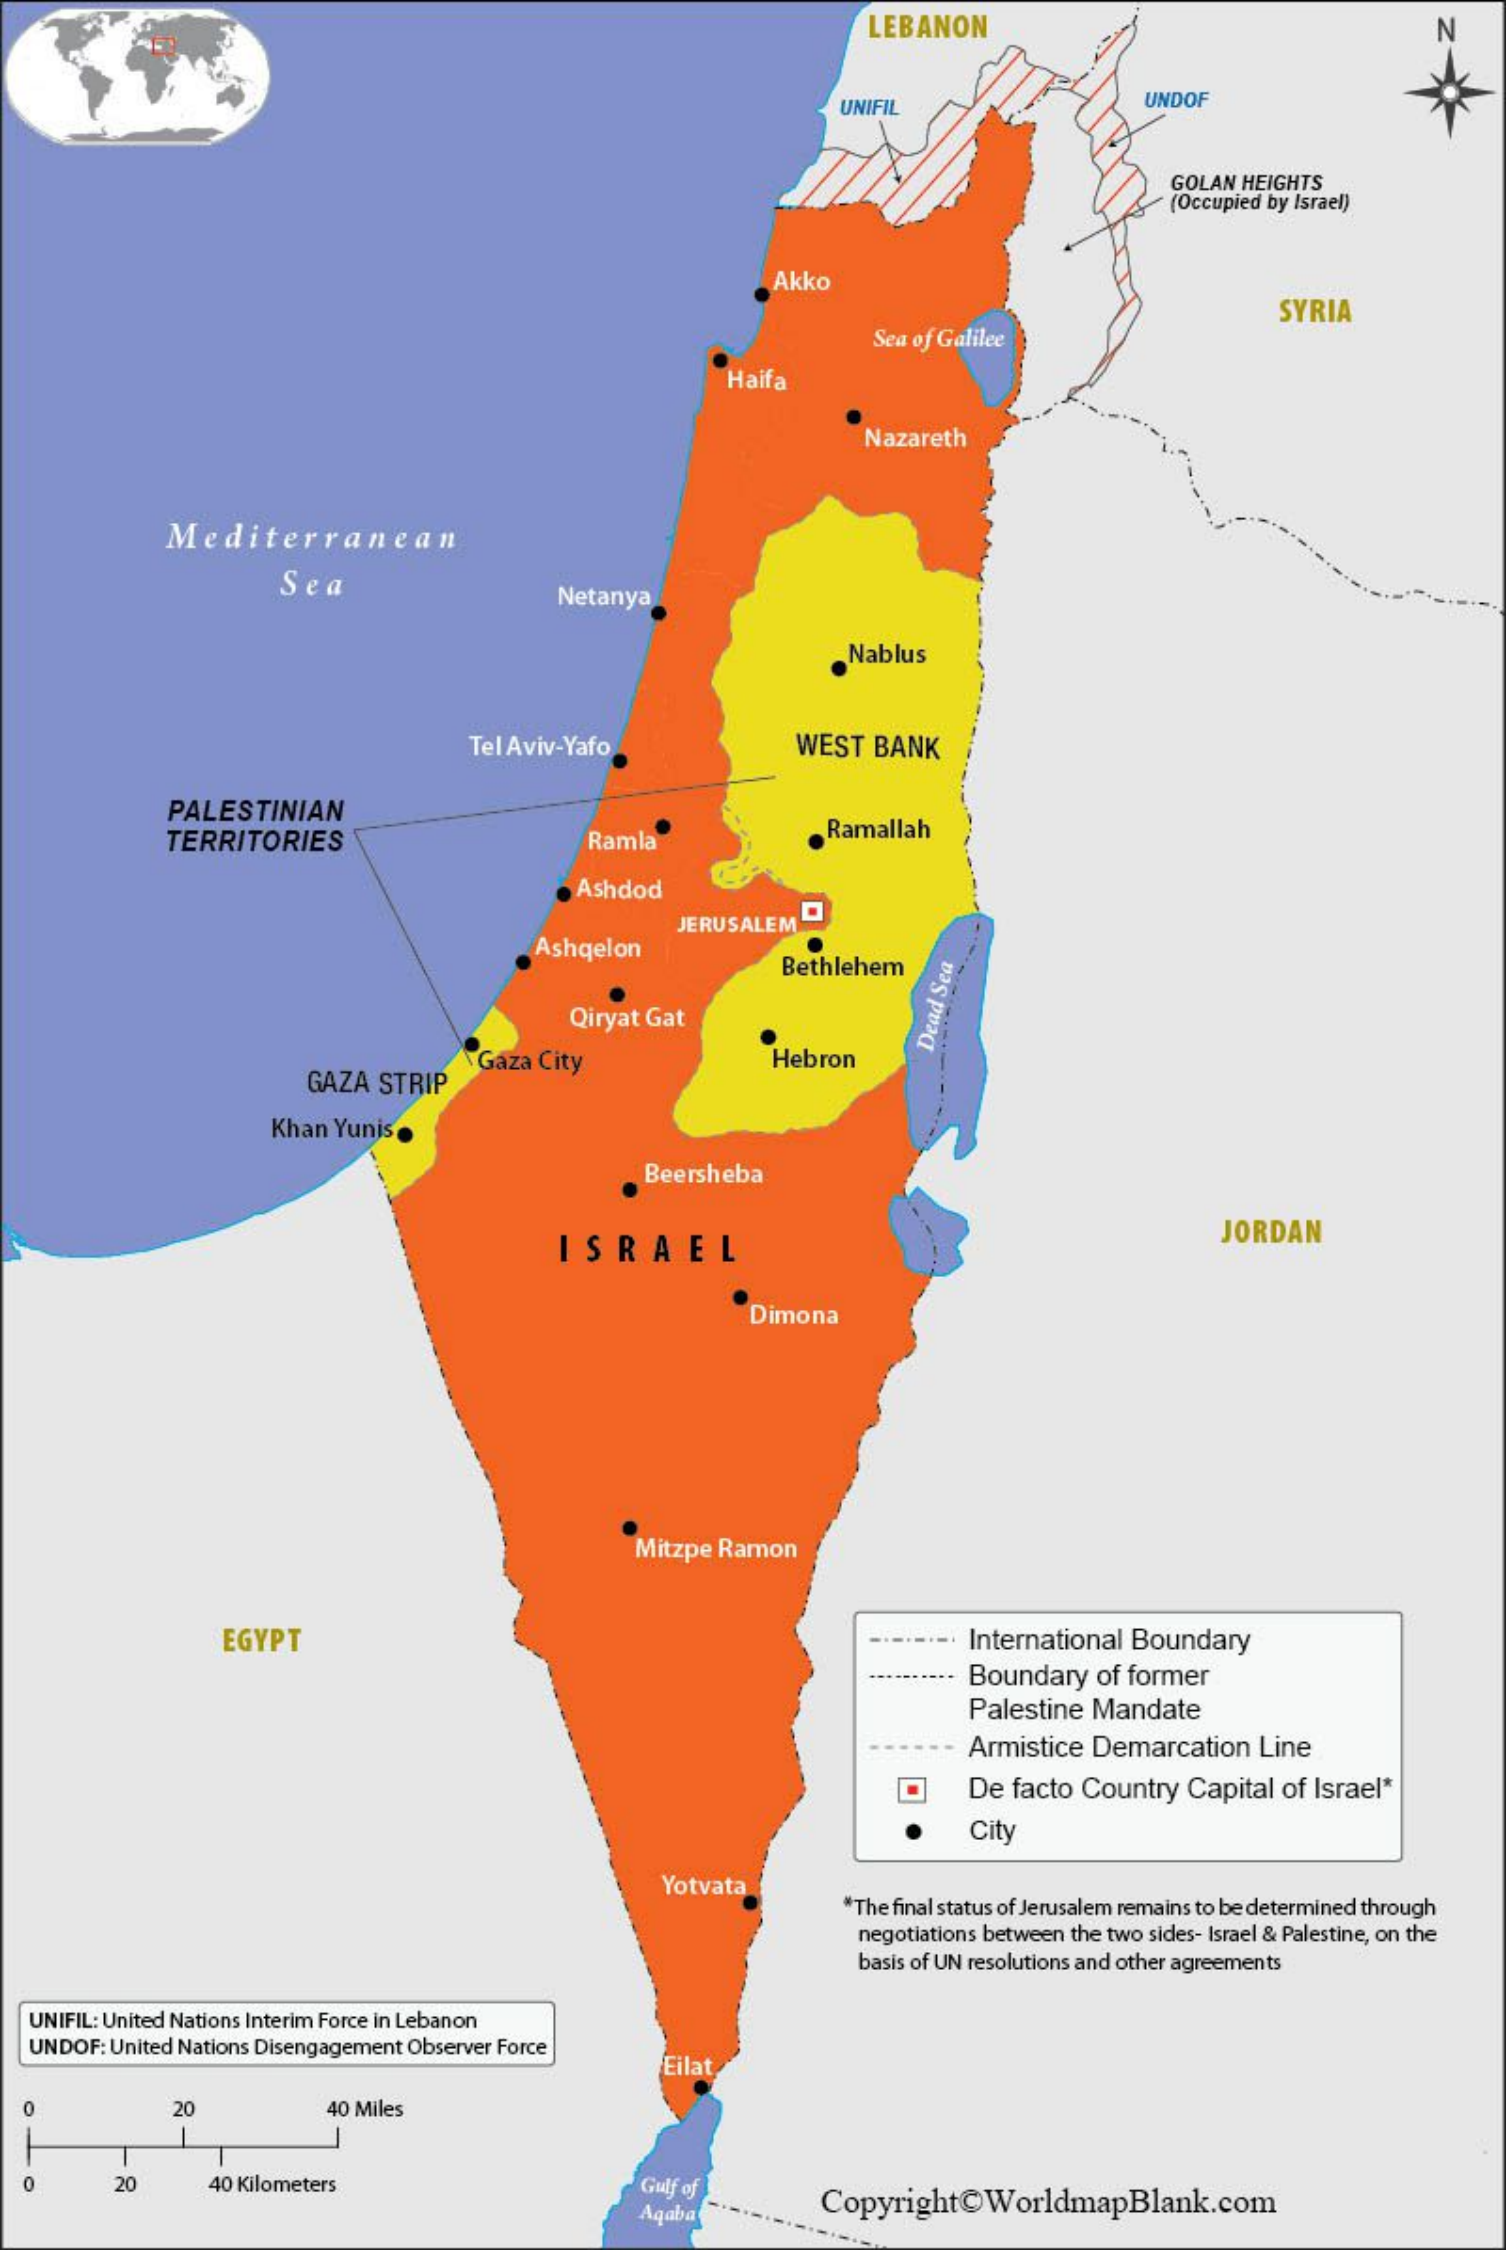 LEBANON
N
UNIFIL
UNDOF
GOLAN HEIGHTS
(Occupied by Israel)
Akko
SYRIA
Sea of Galilee
Haifa
Nazareth
Mediterranean
Sea
Netanya
Nablus
Tel Aviv-Yafo
WEST BANK
PALESTINIAN
TERRITORIES
Ramla
Ramallah
Ashdod
JERUSALEM
Ashqelon
Bethlehem
Dead Sea
Qiryat Gat
Hebron
Gaza City
GAZA STRIP
Khan Yunis
Beersheba
ISRAEL
JORDAN
Dimona
Mitzpe Ramon
EGYPT
International Boundary
Boundary of former
Palestine Mandate
Armistice Demarcation Line
De facto Country Capital of Israel*
City
Yotvata
*The final status of Jerusalem remains to be determined through
negotiations between the two sides- Israel & Palestine, on the
basis of UN resolutions and other agreements
UNIFIL: United Nations Interim Force in Lebanon
UNDOF: United Nations Disengagement Observer Force
Eilat
0 20 40 Miles
0 20 40 Kilometers
Gulf of
Aqaba
Copyright©WorldmapBlank.com